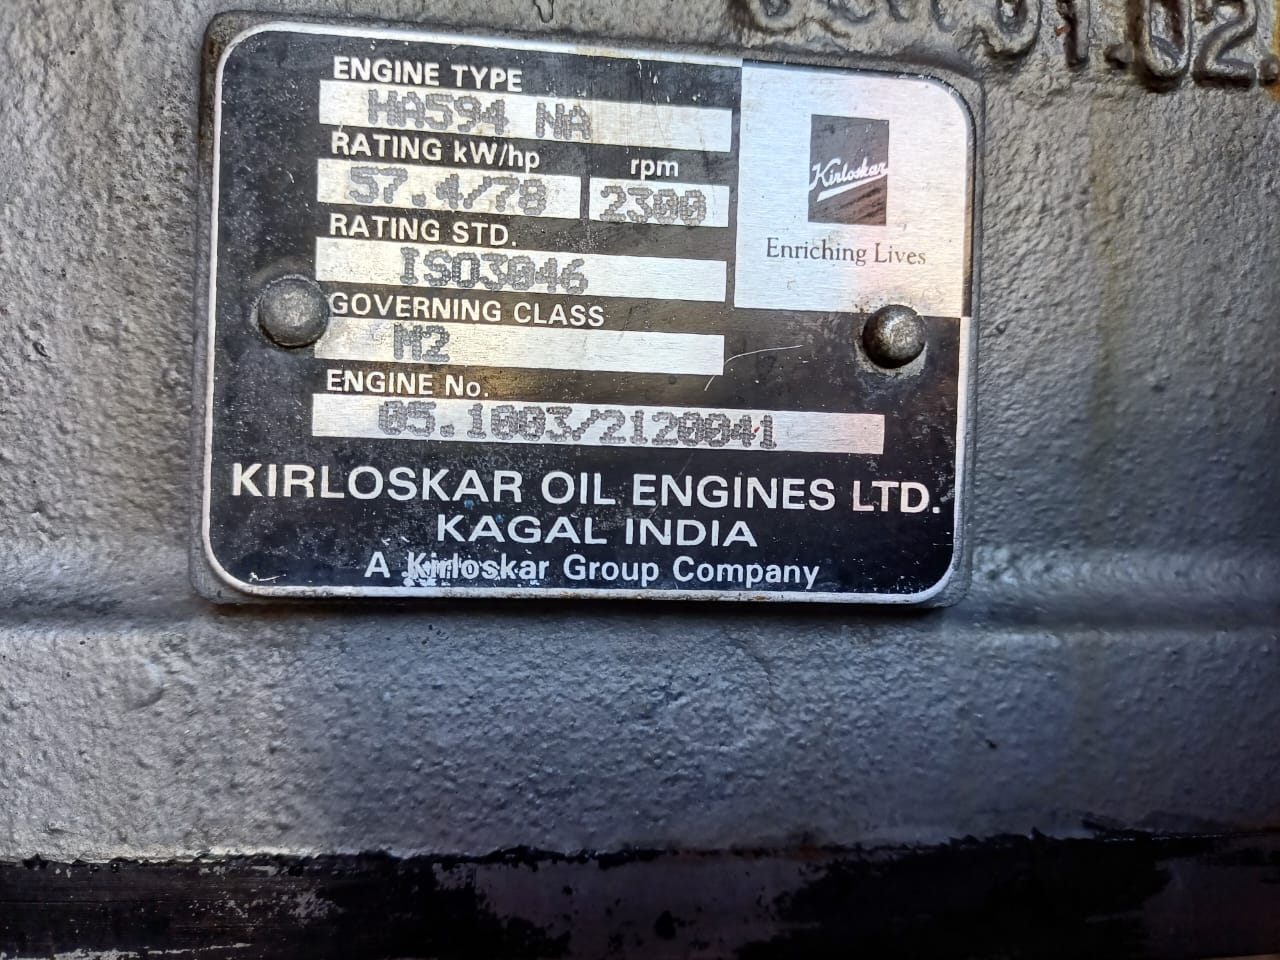 ENGINE TYPE
HA594 NA
RATING kW/hp rpm
57.4/78 2300
RATING STD.
ISO3046
GOVERNING CLASS
M2
ENGINE No.
05.1003/2120041
Kirloskar
Enriching Lives
KIRLOSKAR OIL ENGINES LTD.
KAGAL INDIA
A Kirloskar Group Company